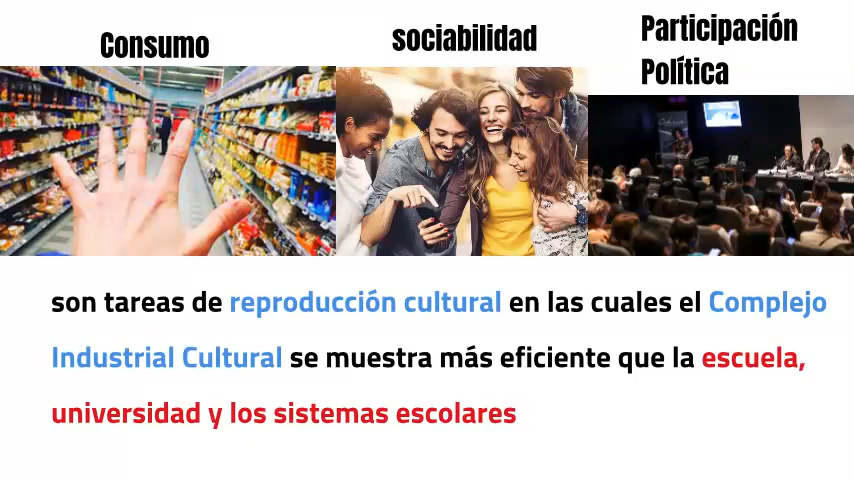 Consumo
sociabilidad
Participación
Política
son tareas de reproducción cultural en las cuales el Complejo
Industrial Cultural se muestra más eficiente que la escuela,
universidad y los sistemas escolares